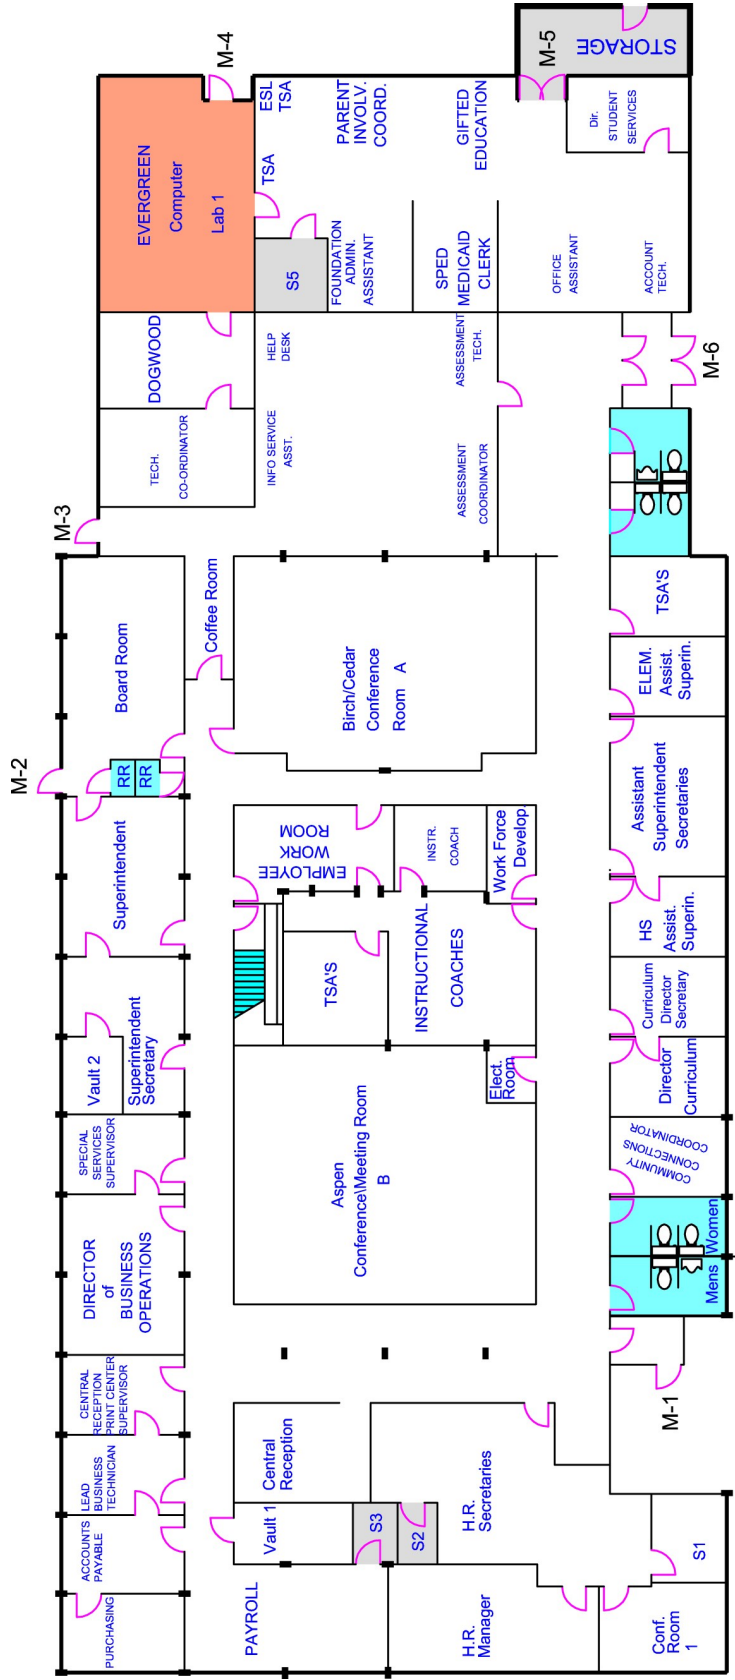 M-4
M-5
STORAGE
EVERGREEN
Computer
Lab 1
ESL
TSA
TSA
PARENT
INVOLV.
COORD.
GIFTED
EDUCATION
Dir.
STUDENT
SERVICES
S5
FOUNDATION
ADMIN.
ASSISTANT
SPED
MEDICAID
CLERK
OFFICE
ASSISTANT
ACCOUNT
TECH.
DOGWOOD
HELP
DESK
ASSESSMENT
TECH.
M-6
TECH.
CO-ORDINATOR
INFO SERVICE
ASST.
ASSESSMENT
COORDINATOR
M-3
Board Room
Coffee Room
Birch/Cedar
Conference
Room A
TSA'S
ELEM.
Assist.
Superin.
M-2
RR
RR
Superintendent
EMPLOYEE
WORK
ROOM
INSTR.
COACH
Work Force
Develop.
Assistant
Superintendent
Secretaries
TSA'S
INSTRUCTIONAL
COACHES
HS
Assist.
Superin.
Vault 2
Superintendent
Secretary
Curriculum
Director
Secretary
Elect.
Room
Director
Curriculum
SPECIAL
SERVICES
SUPERVISOR
Aspen
Conference\Meeting Room
B
COMMUNITY
CONNECTIONS
COORDINATOR
DIRECTOR
of
BUSINESS
OPERATIONS
Mens
Women
CENTRAL
RECEPTION
PRINT CENTER
SUPERVISOR
M-1
LEAD
BUSINESS
TECHNICIAN
Central
Reception
ACCOUNTS
PAYABLE
Vault 1
S3
S2
H.R.
Secretaries
S1
PURCHASING
PAYROLL
H.R.
Manager
Conf.
Room
1